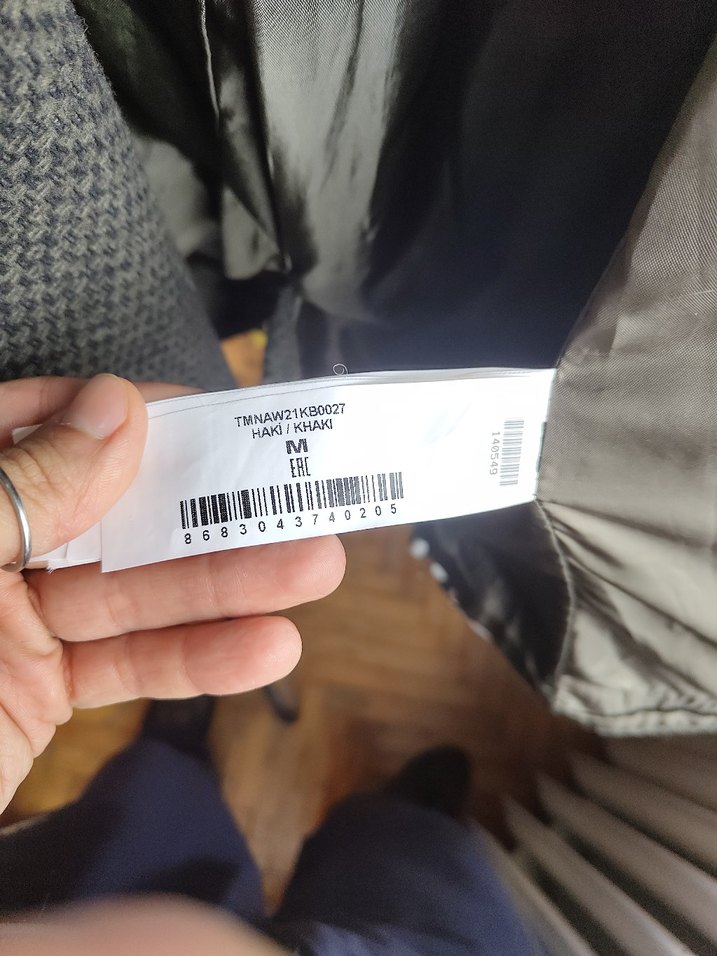 TMNAW21KB0027
HAKİ / KHAKI
M
EAC
8683043740205
140549